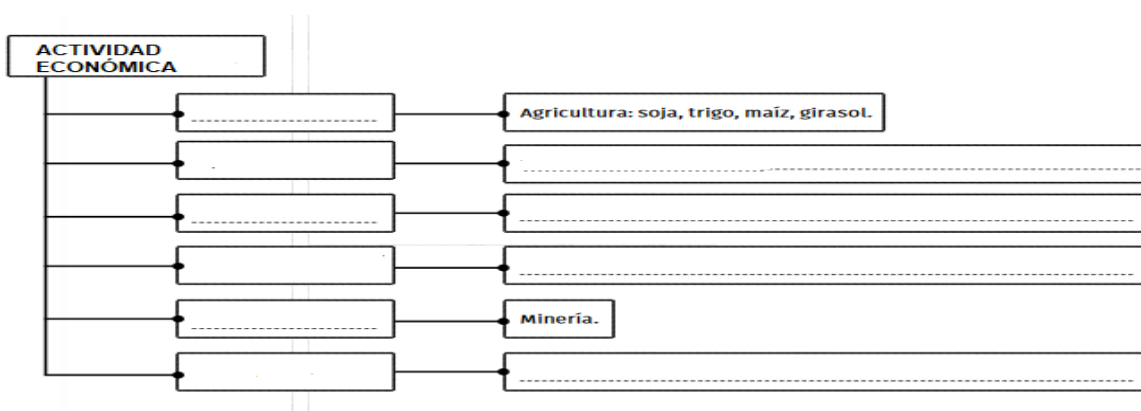 ACTIVIDAD
ECONÓMICA
Agricultura: soja, trigo, maíz, girasol.
Minería.